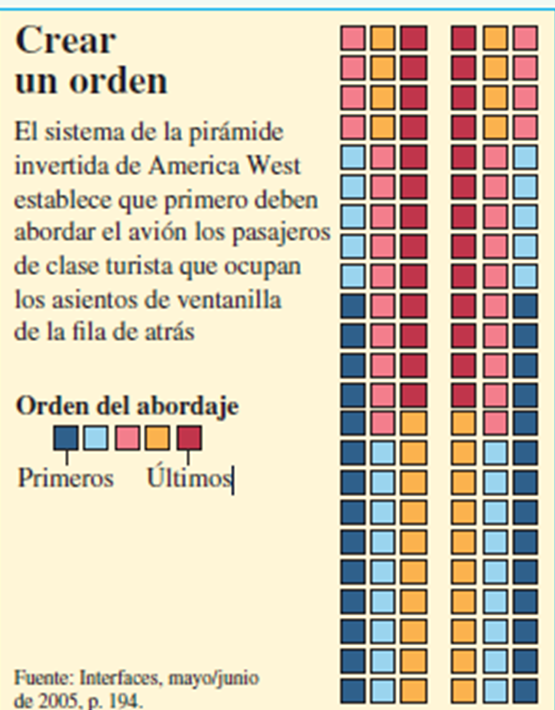 Crear
un orden
El sistema de la pirámide
invertida de America West
establece que primero deben
abordar el avión los pasajeros
de clase turista que ocupan
los asientos de ventanilla
de la fila de atrás
Orden del abordaje
Primeros Últimos
Fuente: Interfaces, mayo/junio
de 2005, p. 194.